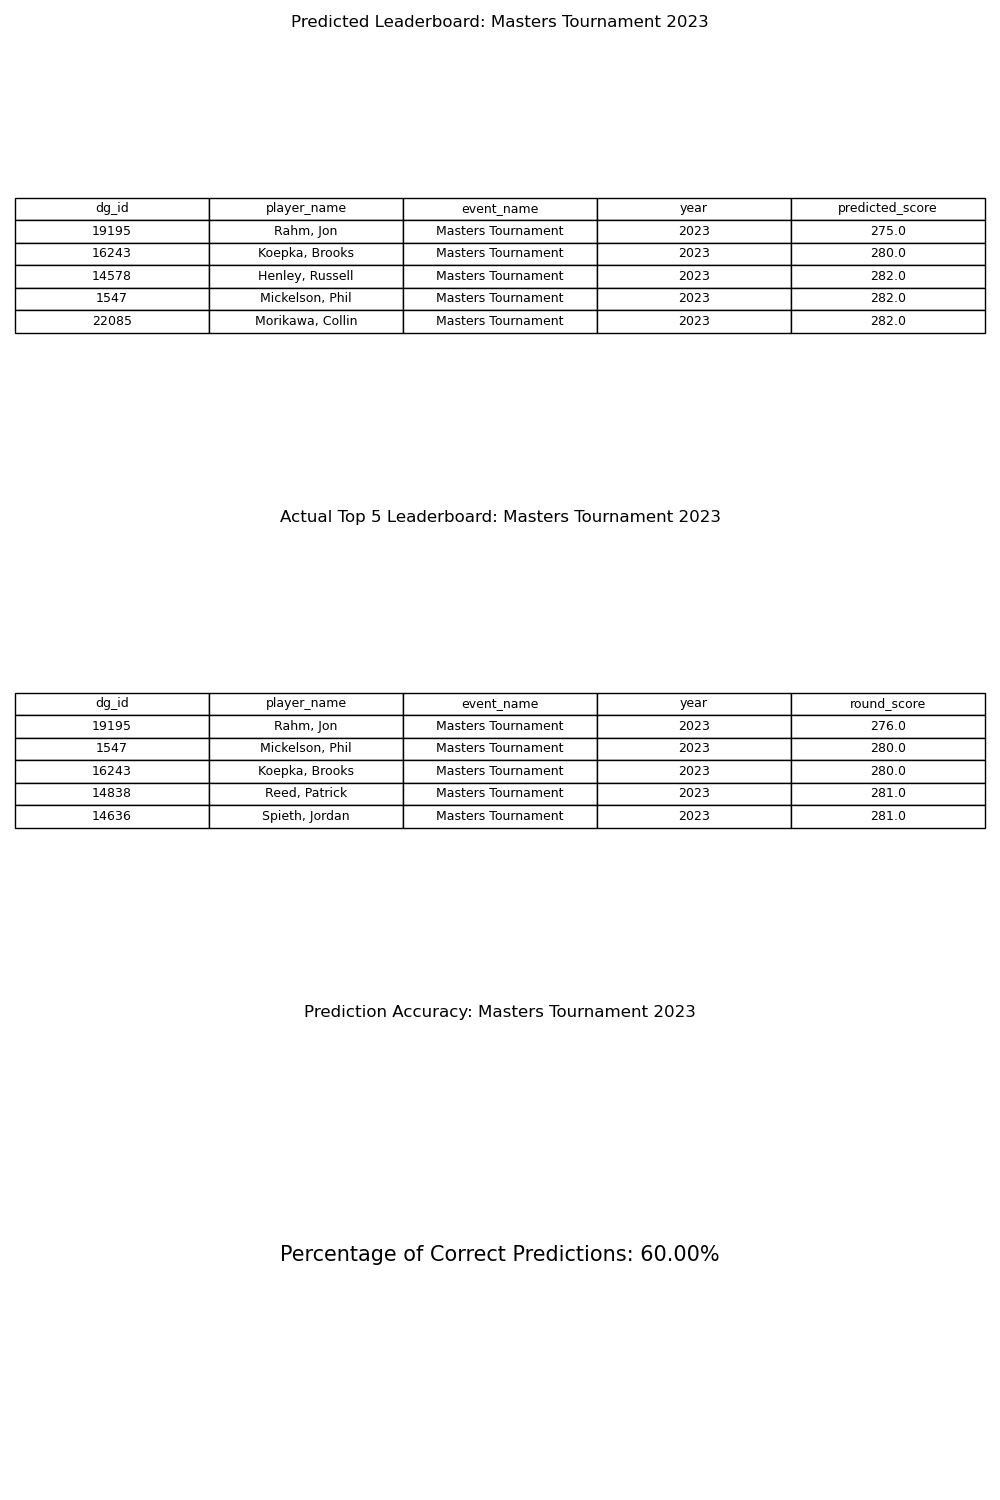 Predicted Leaderboard: Masters Tournament 2023
dg_id player_name event_name year predicted_score
19195 Rahm, Jon Masters Tournament 2023 275.0
16243 Koepka, Brooks Masters Tournament 2023 280.0
14578 Henley, Russell Masters Tournament 2023 282.0
1547 Mickelson, Phil Masters Tournament 2023 282.0
22085 Morikawa, Collin Masters Tournament 2023 282.0
Actual Top 5 Leaderboard: Masters Tournament 2023
dg_id player_name event_name year round_score
19195 Rahm, Jon Masters Tournament 2023 276.0
1547 Mickelson, Phil Masters Tournament 2023 280.0
16243 Koepka, Brooks Masters Tournament 2023 280.0
14838 Reed, Patrick Masters Tournament 2023 281.0
14636 Spieth, Jordan Masters Tournament 2023 281.0
Prediction Accuracy: Masters Tournament 2023
Percentage of Correct Predictions: 60.00%